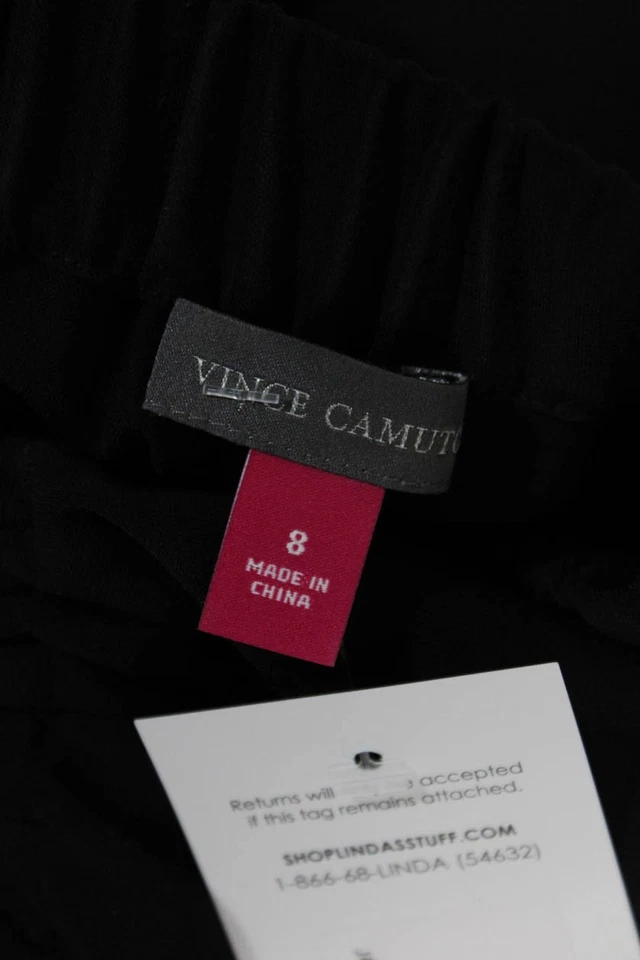 VINCE CAMUTO
8
MADE IN
CHINA
Returns will accepted
if this tag remains attached.
SHOPLINDASSTUFF.COM
1-866-68-LINDA (54632)